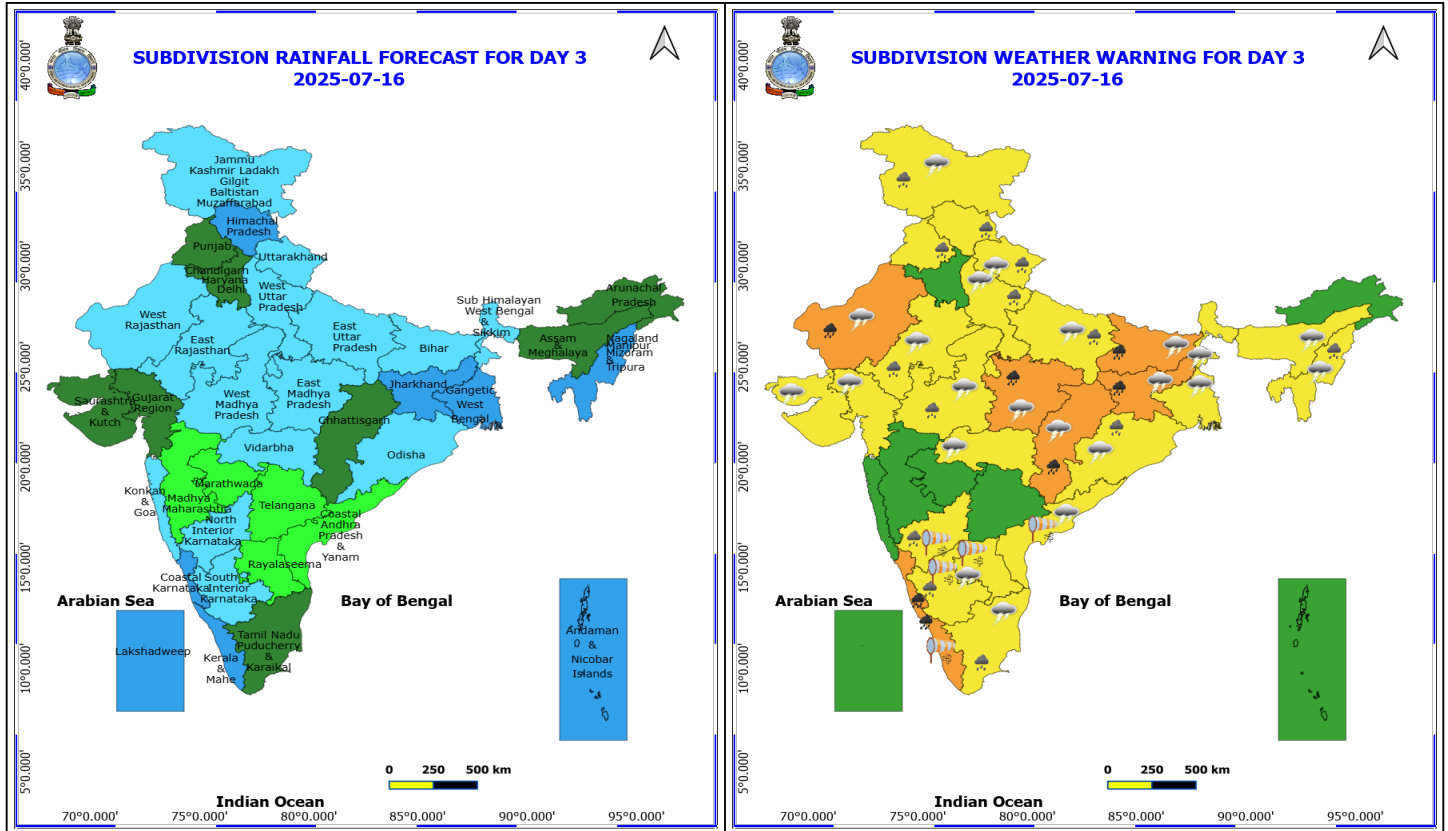 SUBDIVISION RAINFALL FORECAST FOR DAY 3
2025-07-16
40°0.000'
35°0.000'
30°0.000'
25°0.000'
20°0.000'
15°0.000'
10°0.000'
5°0.000'
Jammu
Kashmir Ladakh
Gilgit
Baltistan
Muzaffarabad
Himachal
Pradesh
Punjab
Uttarakhand
Chandigarh
Haryana
Delhi
West
Uttar
Pradesh
Arunachal
Pradesh
Sub Himalayan
West Bengal
&
Sikkim
West
Rajasthan
East
Rajasthan
East
Uttar
Pradesh
Bihar
Assam
&
Meghalaya
Nagaland
Manipur
Mizoram
&
Tripura
Saurashtra
&
Kutch
Gujarat
Region
West
Madhya
Pradesh
East
Madhya
Pradesh
Jharkhand
Gangetic
West
Bengal
Chhattisgarh
Vidarbha
Odisha
Konkan
&
Goa
Madhya
Maharashtra
Marathwada
Telangana
North
Interior
Karnataka
Coastal
Andhra
Pradesh
&
Yanam
Rayalaseema
Coastal
Karnataka
South
Interior
Karnataka
Arabian Sea
Bay of Bengal
Lakshadweep
Kerala
&
Mahe
Tamil Nadu
Puducherry
&
Karaikal
Andaman
&
Nicobar
Islands
0 250 500 km
Indian Ocean
70°0.000' 75°0.000' 80°0.000' 85°0.000' 90°0.000' 95°0.000'
SUBDIVISION WEATHER WARNING FOR DAY 3
2025-07-16
40°0.000'
35°0.000'
30°0.000'
25°0.000'
20°0.000'
15°0.000'
10°0.000'
5°0.000'
Arabian Sea
Bay of Bengal
0 250 500 km
Indian Ocean
70°0.000' 75°0.000' 80°0.000' 85°0.000' 90°0.000' 95°0.000'